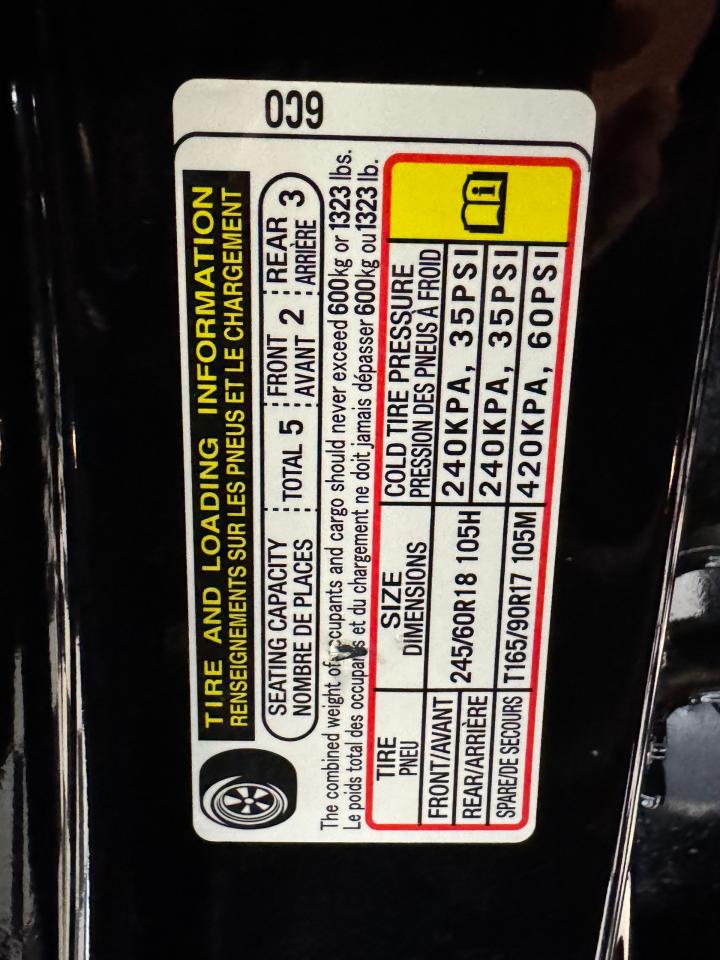 6C0
TIRE AND LOADING INFORMATION
RENSEIGNEMENTS SUR LES PNEUS ET LE CHARGEMENT
SEATING CAPACITY
NOMBRE DE PLACES
TOTAL 5
FRONT
AVANT 2
REAR
ARRIÈRE 3
The combined weight of occupants and cargo should never exceed 600kg or 1323 lbs.
Le poids total des occupants et du chargement ne doit jamais dépasser 600kg ou 1323 lb.
TIRE
PNEU
SIZE
DIMENSIONS
COLD TIRE PRESSURE
PRESSION DES PNEUS À FROID
FRONT/AVANT
REAR/ARRIÈRE
245/60R18 105H
240KPA, 35PSI
240KPA, 35PSI
SPARE/DE SECOURS
T165/90R17 105M
420KPA, 60PSI